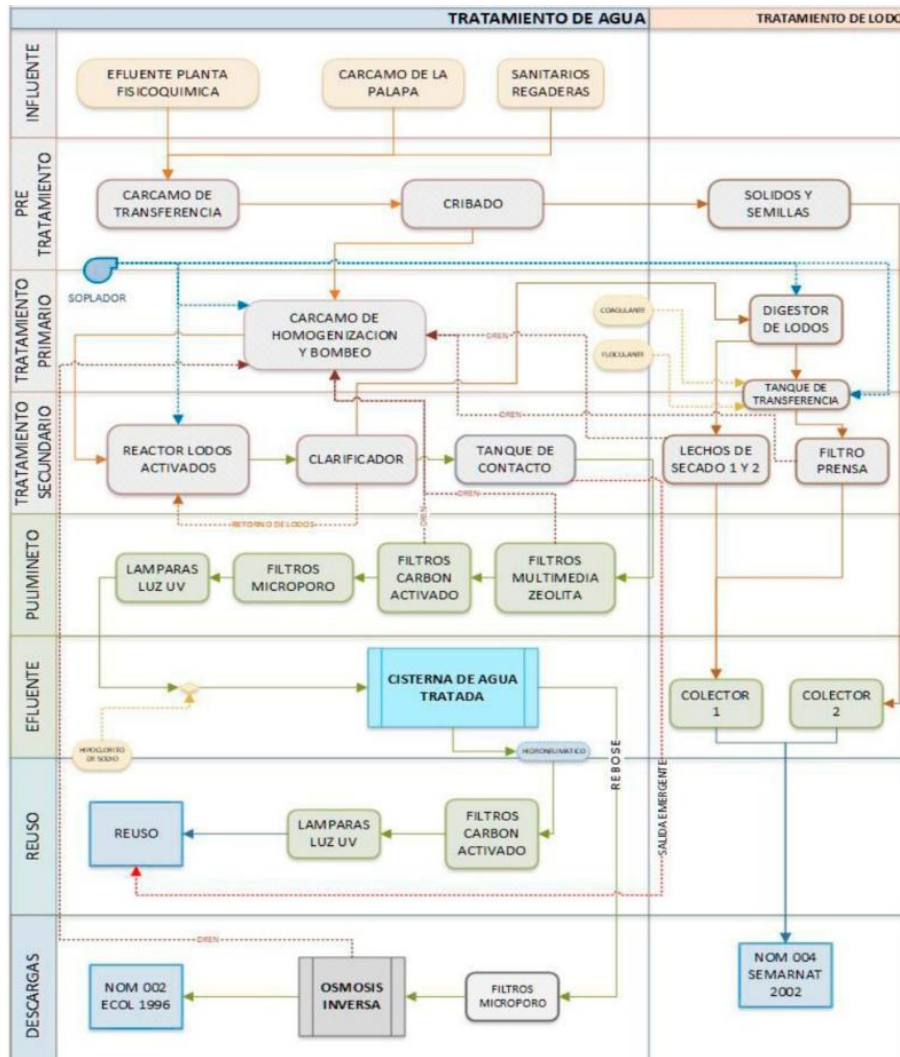 TRATAMIENTO DE AGUA
TRATAMIENTO DE LODO
INFLUENTE
EFLUENTE PLANTA
FISICOQUIMICA
CARCAMO DE LA
PALAPA
SANITARIOS
REGADERAS
PRE
TRATAMIENTO
CARCAMO DE
TRANSFERENCIA
CRIBADO
SOLIDOS Y
SEMILLAS
SOPLADOR
TRATAMIENTO
PRIMARIO
CARCAMO DE
HOMOGENIZACION
Y BOMBEO
DREN
COAGULANTE
FLOCULANTE
DIGESTOR
DE LODOS
TANQUE DE
TRANSFERENCIA
DREN
TRATAMIENTO
SECUNDARIO
REACTOR LODOS
ACTIVADOS
CLARIFICADOR
TANQUE DE
CONTACTO
LECHOS DE
SECADO 1 Y 2
FILTRO
PRENSA
RETORNO DE LODOS
DREN
DREN
PULIMINETO
LAMPARAS
LUZ UV
FILTROS
MICROPORO
FILTROS
CARBON
ACTIVADO
FILTROS
MULTIMEDIA
ZEOLITA
EFLUENTE
CISTERNA DE AGUA
TRATADA
COLECTOR
1
COLECTOR
2
HIPOCLORITO
DE SODIO
HIDRONEUMATICO
REBOSE
SALIDA EMERGENTE
REUSO
REUSO
LAMPARAS
LUZ UV
FILTROS
CARBON
ACTIVADO
DESCARGAS
DREN
NOM 002
ECOL 1996
OSMOSIS
INVERSA
FILTROS
MICROPORO
NOM 004
SEMARNAT
2002